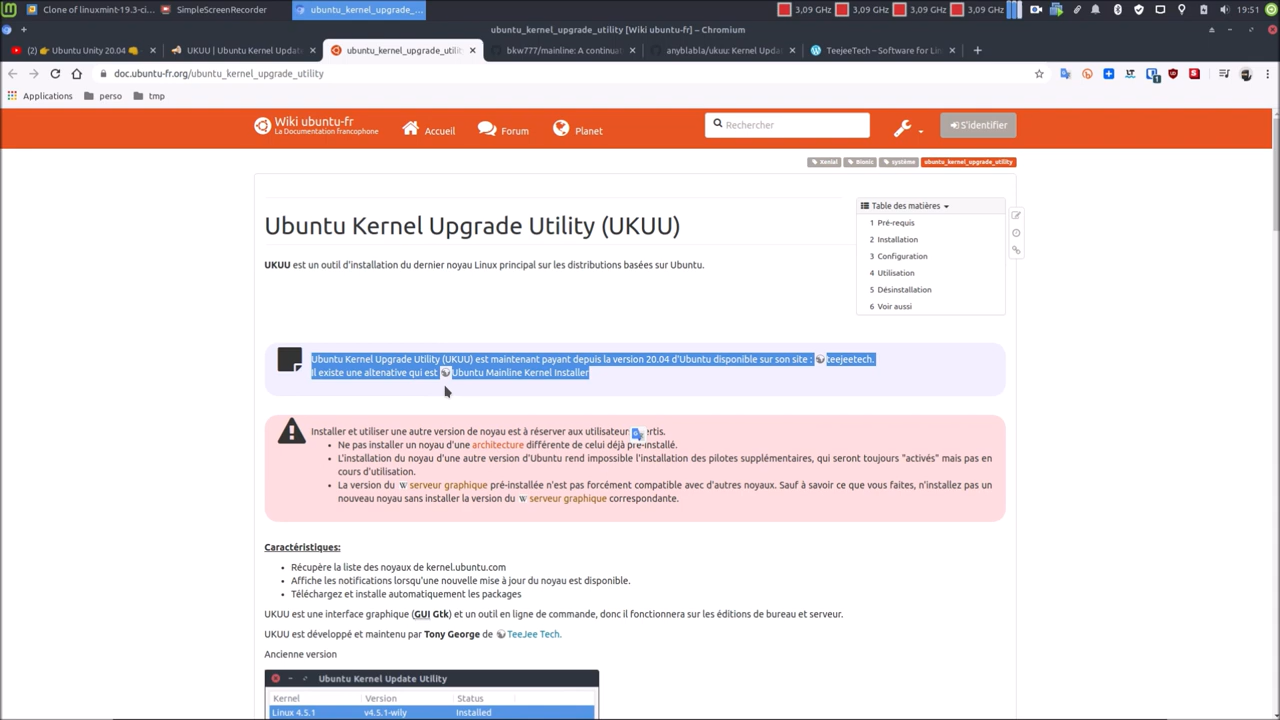 Clone of linuxmint-19.3-ci...
SimpleScreenRecorder
ubuntu_kernel_upgrade_utility...
3,09 GHz
3,09 GHz
3,09 GHz
3,09 GHz
19:51
ubuntu_kernel_upgrade_utility [Wiki ubuntu-fr] – Chromium
(2) 👉 Ubuntu Unity 20.04
UKUU | Ubuntu Kernel Update
ubuntu_kernel_upgrade_utilit
bkw777/mainline: A continuat
anyblabla/ukuu: Kernel Updat
TeejeeTech – Software for Lin
doc.ubuntu-fr.org/ubuntu_kernel_upgrade_utility
Applications
perso
tmp
Wiki ubuntu-fr
La Documentation francophone
Accueil
Forum
Planet
Rechercher
S'identifier
Xenial
Bionic
système
ubuntu_kernel_upgrade_utility
Ubuntu Kernel Upgrade Utility (UKUU)
Table des matières
1 Pré-requis
2 Installation
3 Configuration
4 Utilisation
5 Désinstallation
6 Voir aussi
UKUU est un outil d'installation du dernier noyau Linux principal sur les distributions basées sur Ubuntu.
Ubuntu Kernel Upgrade Utility (UKUU) est maintenant payant depuis la version 20.04 d'Ubuntu disponible sur son site : teejeetech.
Il existe une altenative qui est Ubuntu Mainline Kernel Installer
Installer et utiliser une autre version de noyau est à réserver aux utilisateur ertis.
Ne pas installer un noyau d'une architecture différente de celui déjà pré-installé.
L'installation du noyau d'une autre version d'Ubuntu rend impossible l'installation des pilotes supplémentaires, qui seront toujours "activés" mais pas en
cours d'utilisation.
La version du serveur graphique pré-installée n'est pas forcément compatible avec d'autres noyaux. Sauf à savoir ce que vous faites, n'installez pas un
nouveau noyau sans installer la version du serveur graphique correspondante.
Caractéristiques:
Récupère la liste des noyaux de kernel.ubuntu.com
Affiche les notifications lorsqu'une nouvelle mise à jour du noyau est disponible.
Téléchargez et installe automatiquement les packages
UKUU est une interface graphique (GUI Gtk) et un outil en ligne de commande, donc il fonctionnera sur les éditions de bureau et serveur.
UKUU est développé et maintenu par Tony George de TeeJee Tech.
Ancienne version
Ubuntu Kernel Update Utility
Kernel Version Status
Linux 4.5.1 v4.5.1-wily Installed